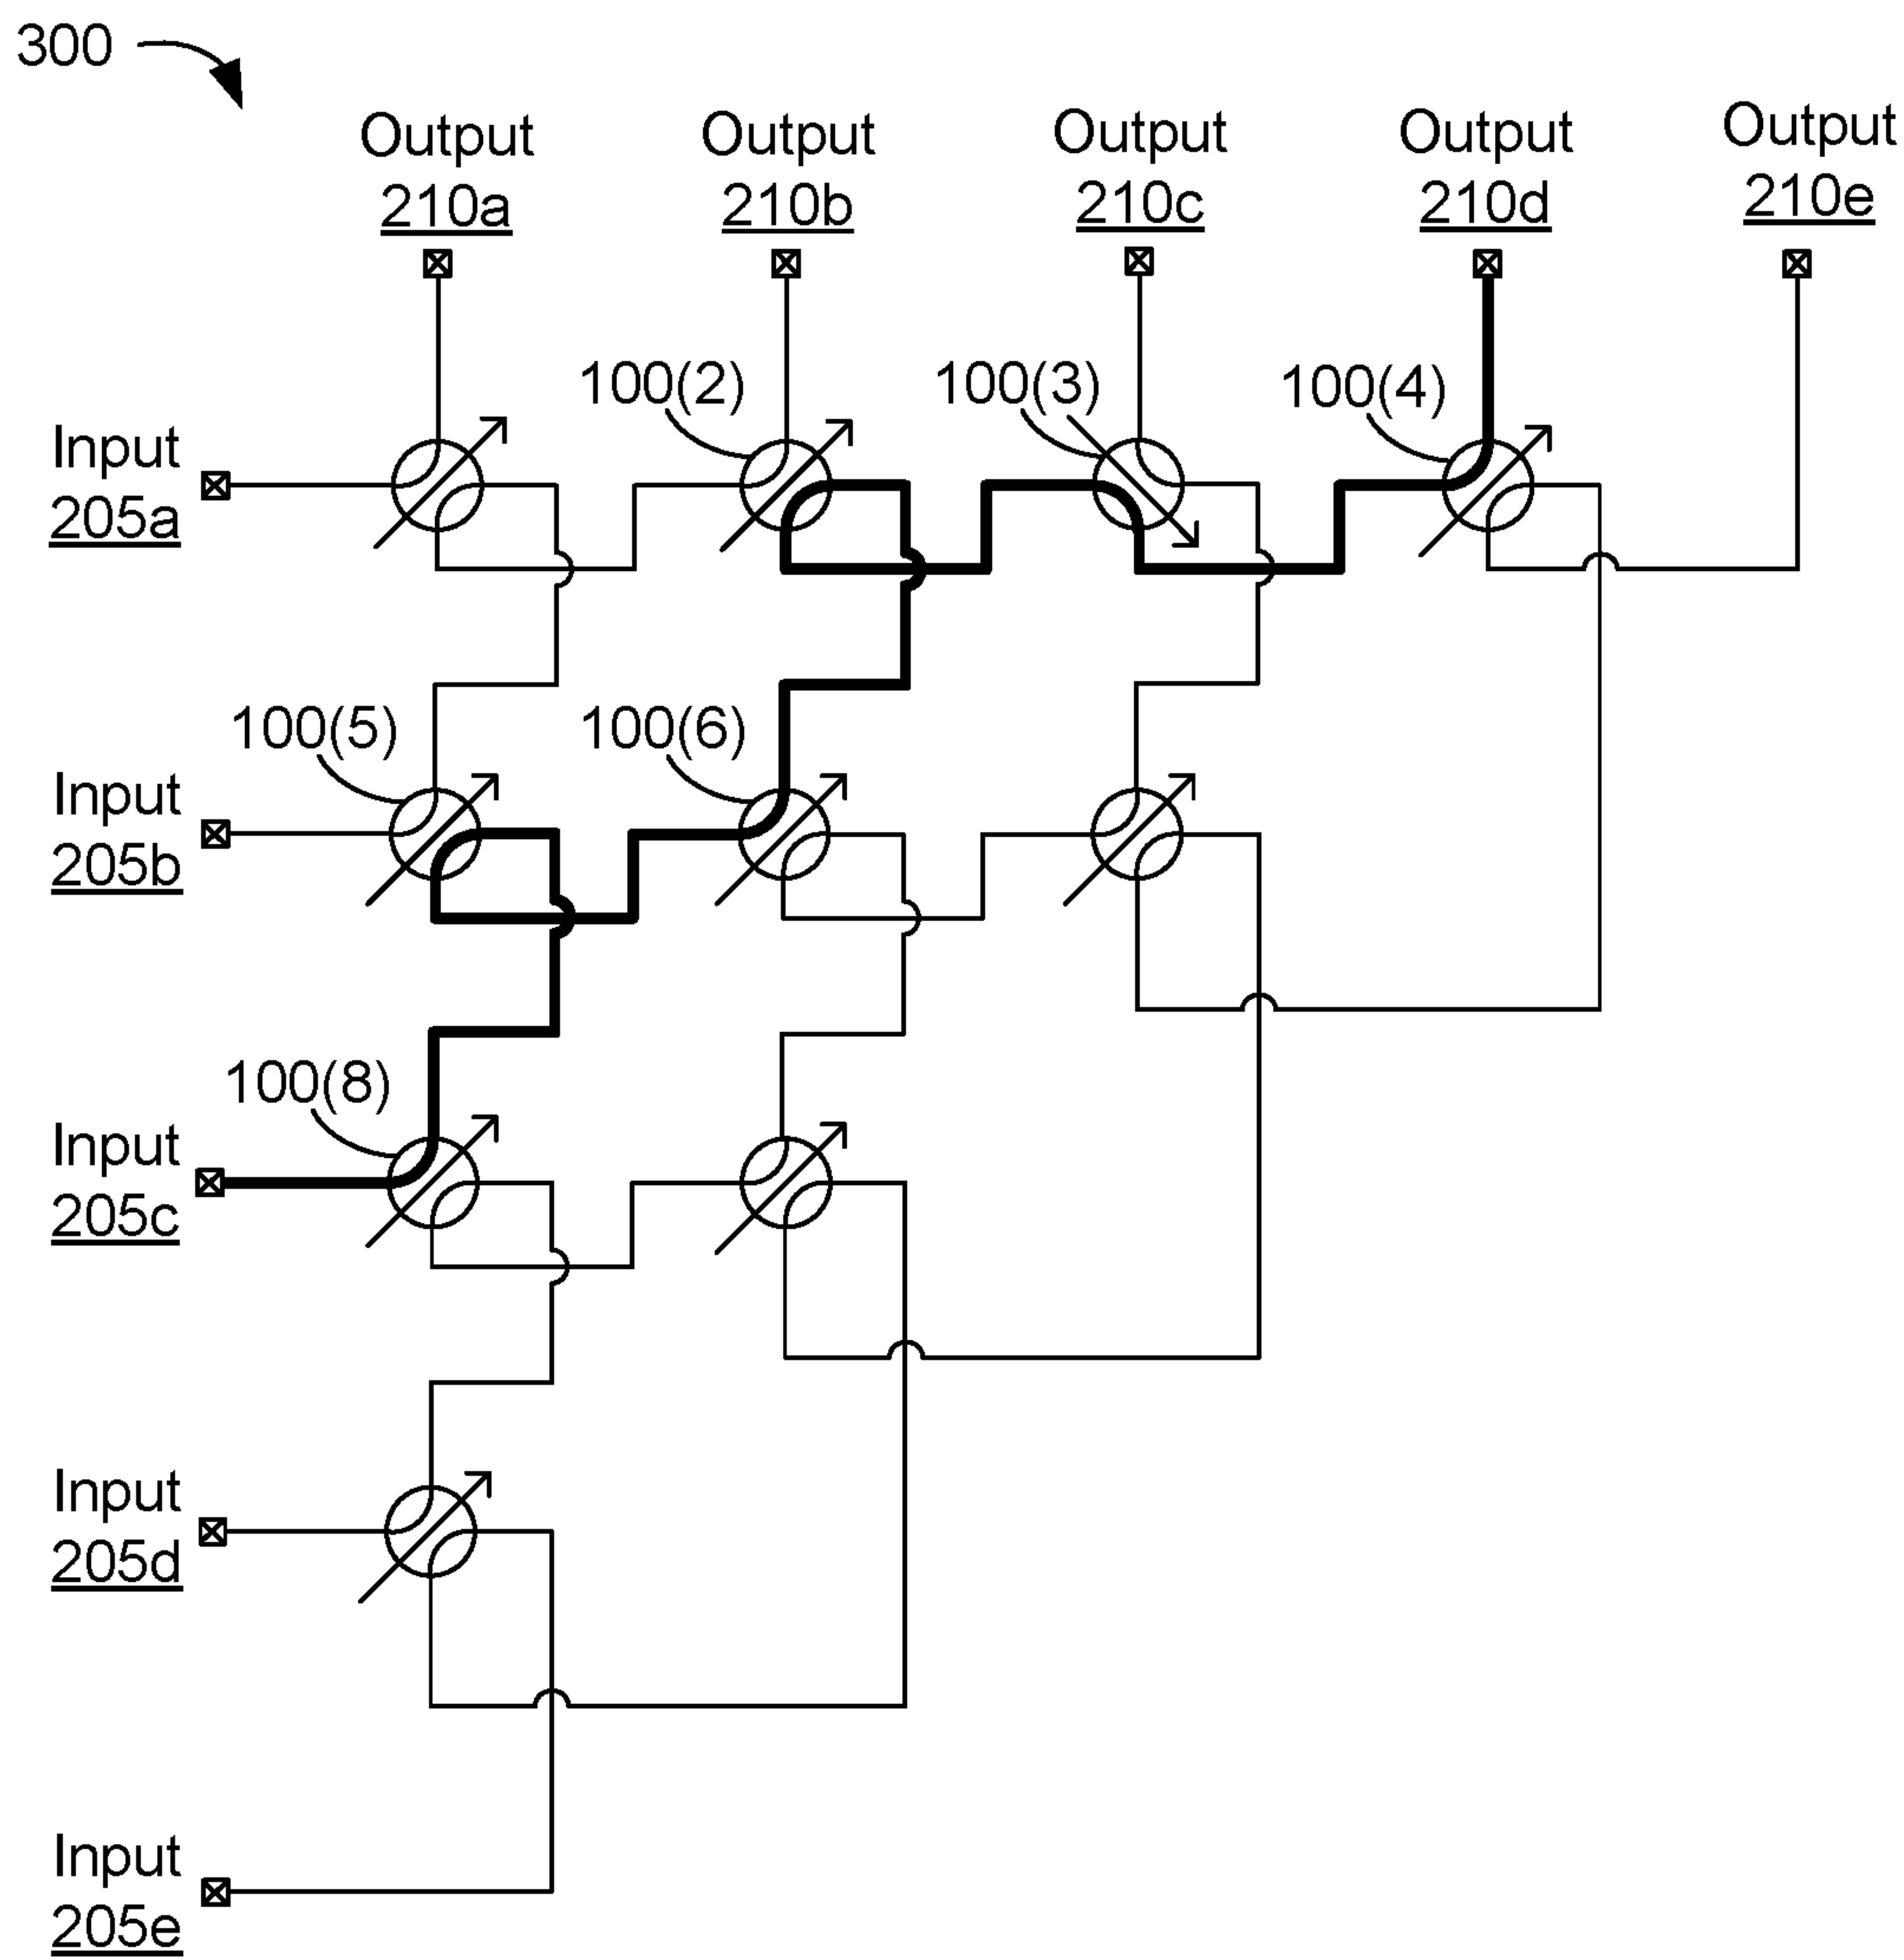 300
Output
210a
Output
210b
Output
210c
Output
210d
Output
210e
100(2)
100(3)
100(4)
Input
205a
100(5)
100(6)
Input
205b
100(8)
Input
205c
Input
205d
Input
205e